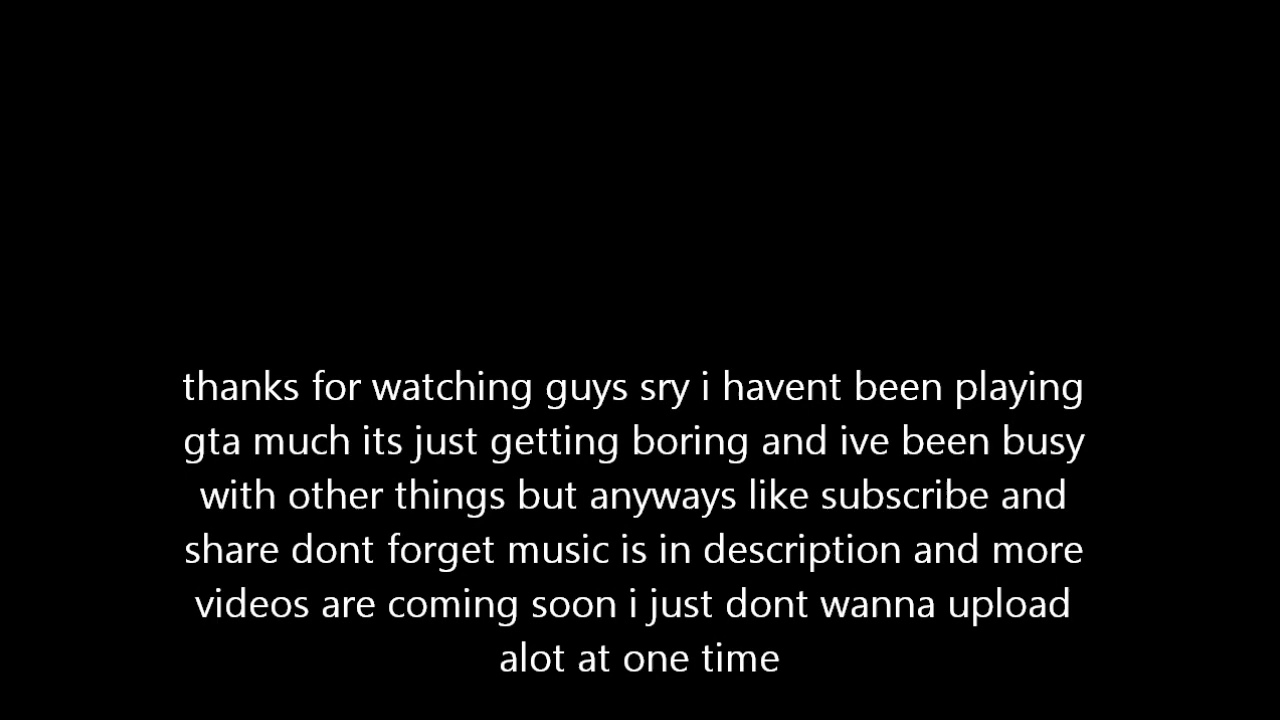 thanks for watching guys sry i havent been playing
gta much its just getting boring and ive been busy
with other things but anyways like subscribe and
share dont forget music is in description and more
videos are coming soon i just dont wanna upload
alot at one time